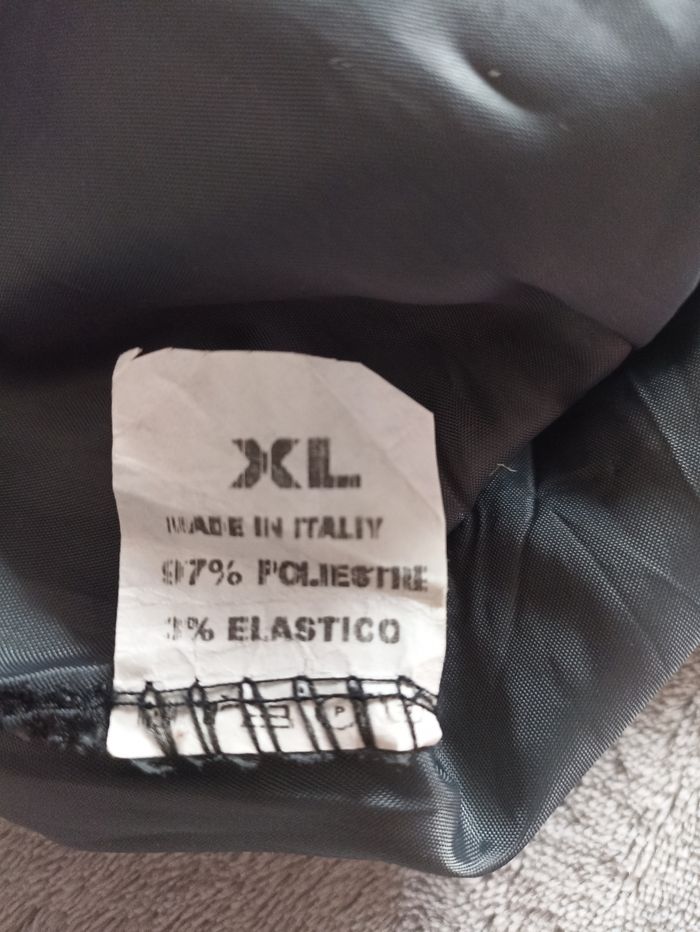 XL
MADE IN ITALIY
97% POLIESTRE
3% ELASTICO
P